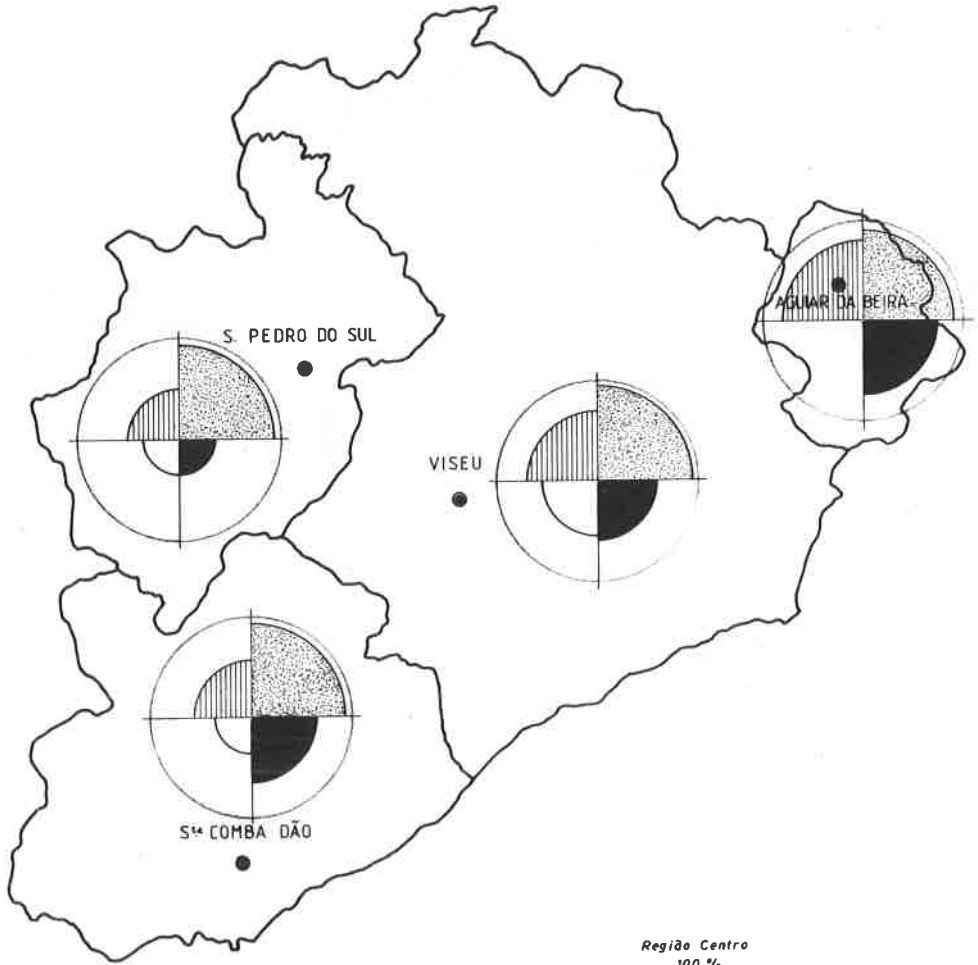 AGUIAR DA BEIRA
S. PEDRO DO SUL
VISEU
Sta COMBA DÃO
Região Centro
100 %